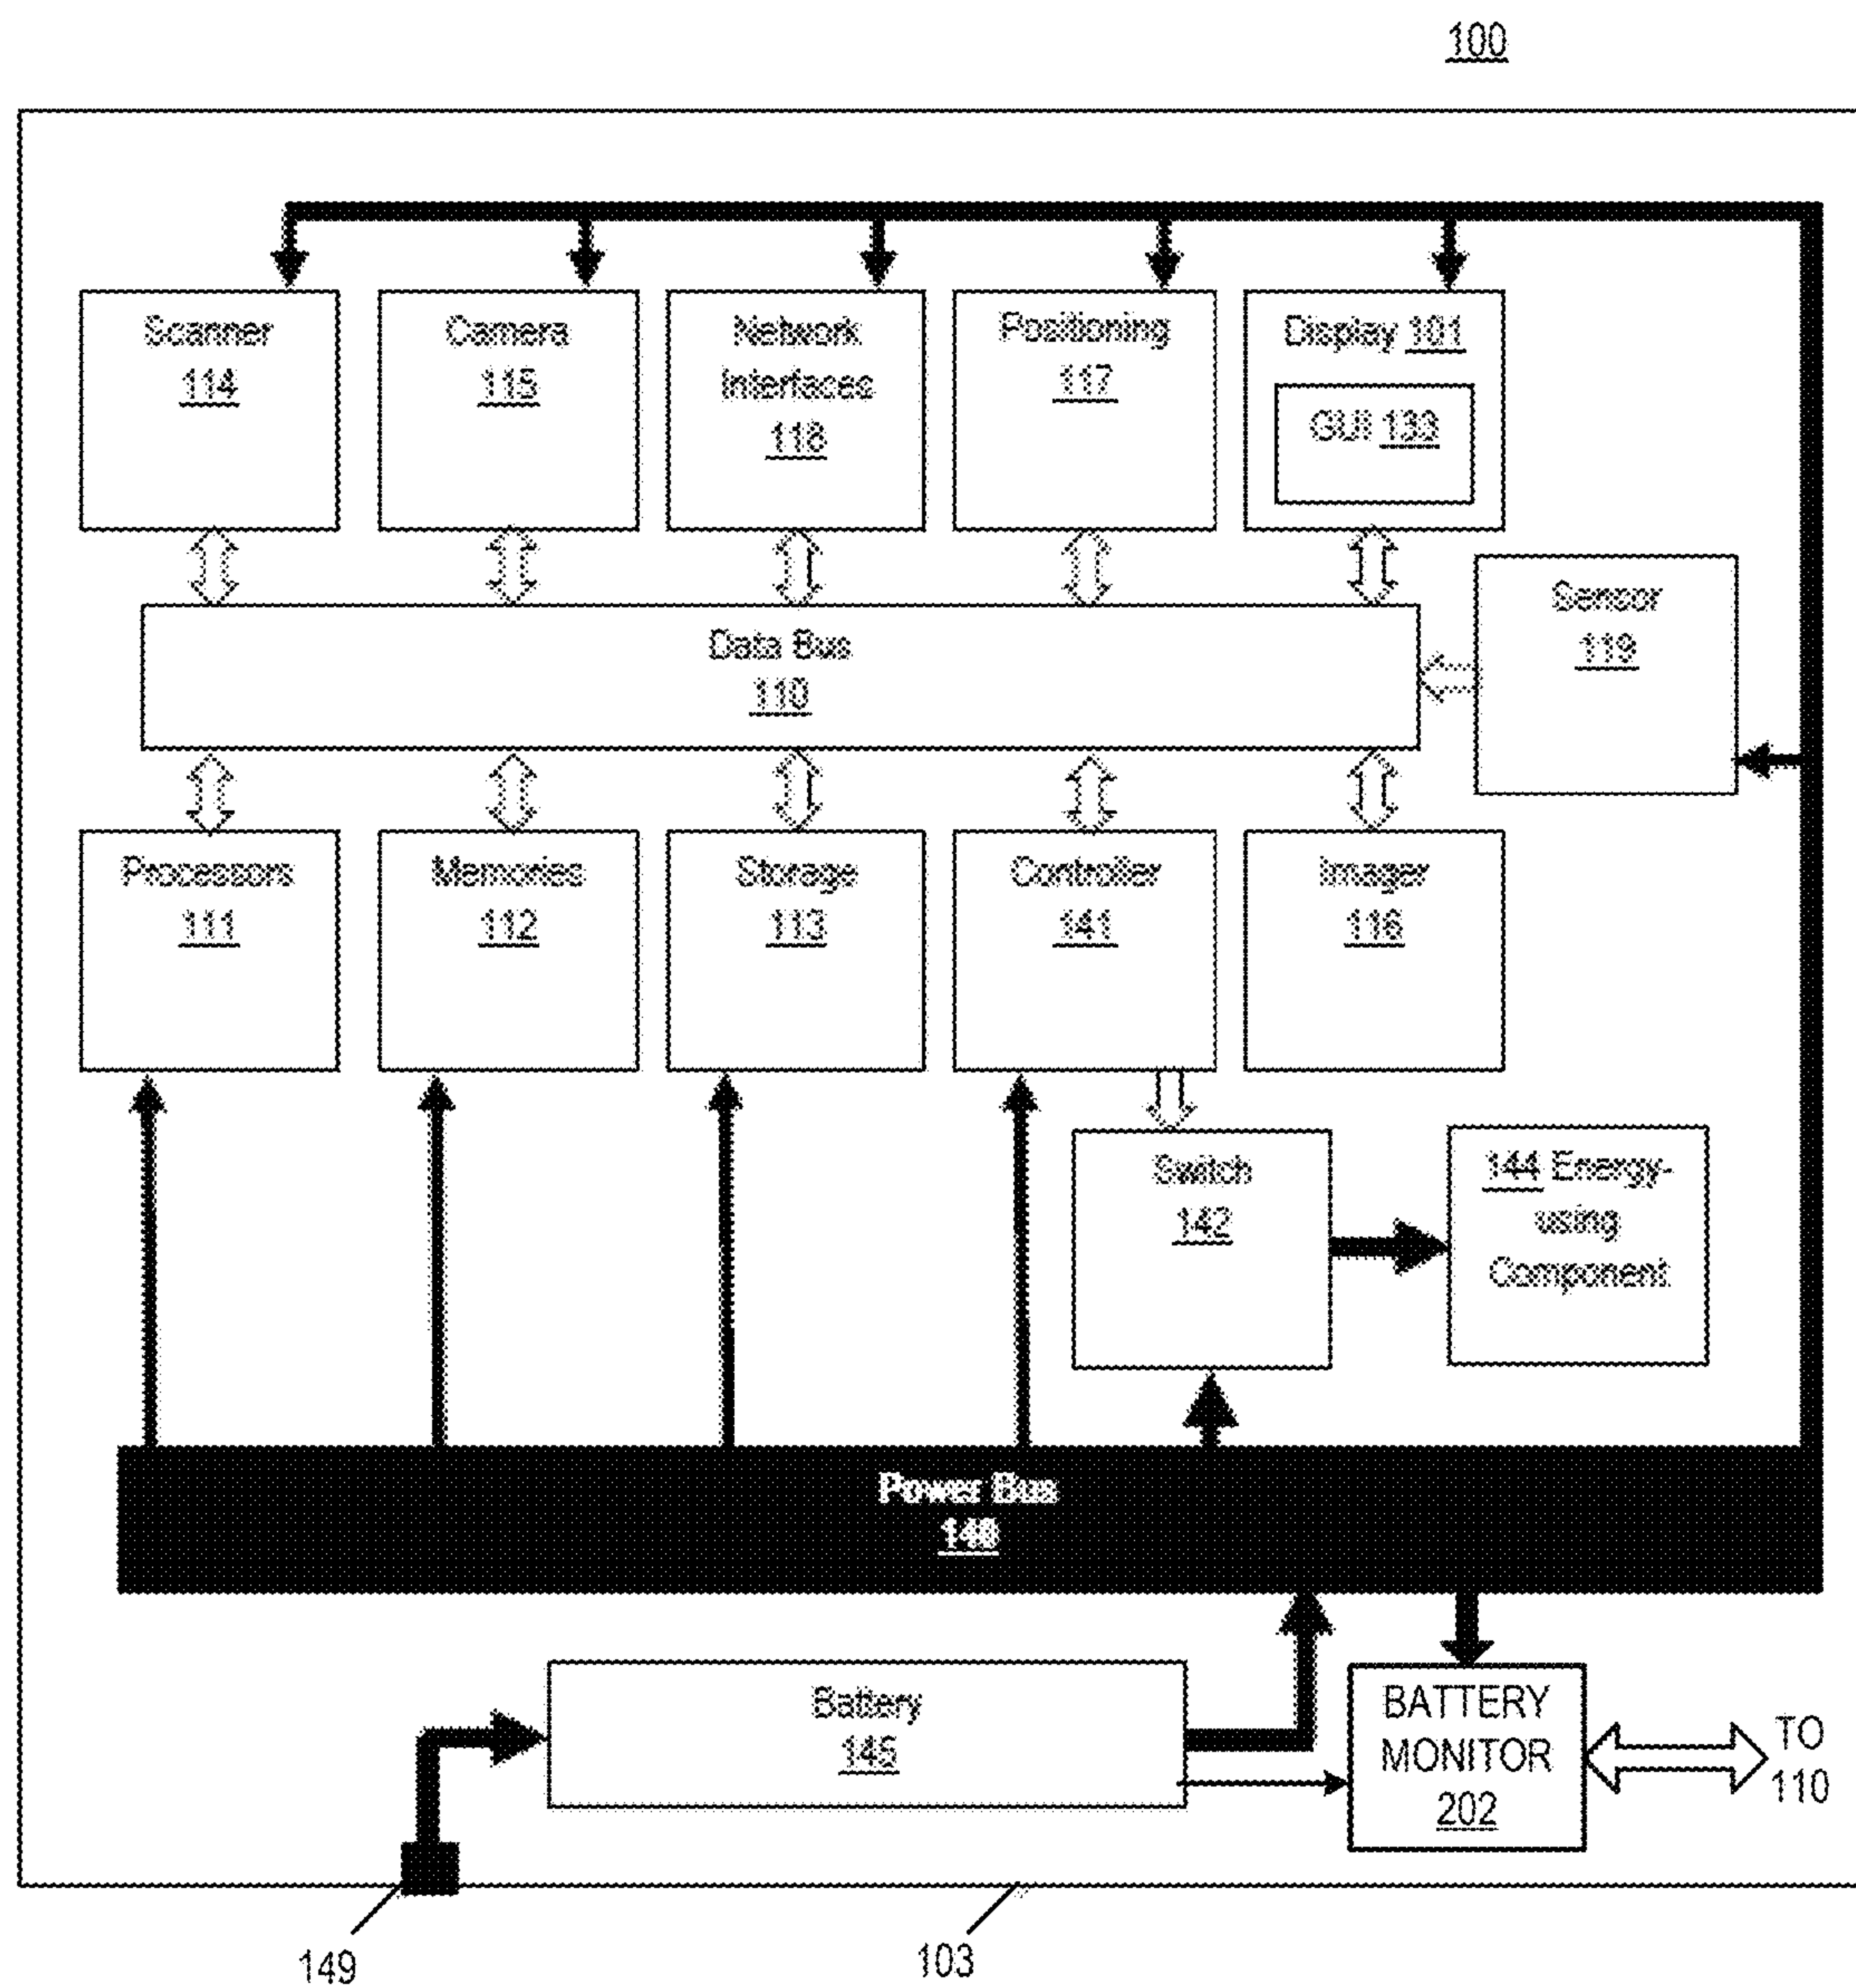 100
Scanner
114
Camera
115
Network
Interfaces
118
Positioning
117
Display 101
GUI 133
Sensor
119
Data Bus
110
Processors
111
Memories
112
Storage
113
Controller
141
Imager
116
Switch
142
144 Energy-
using
Component
Power Bus
140
Battery
145
BATTERY
MONITOR
202
TO
110
149
103